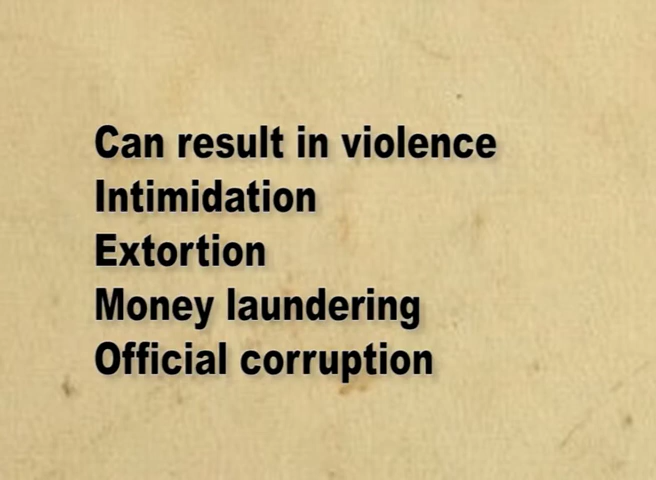 Can result in violence
Intimidation
Extortion
Money laundering
Official corruption